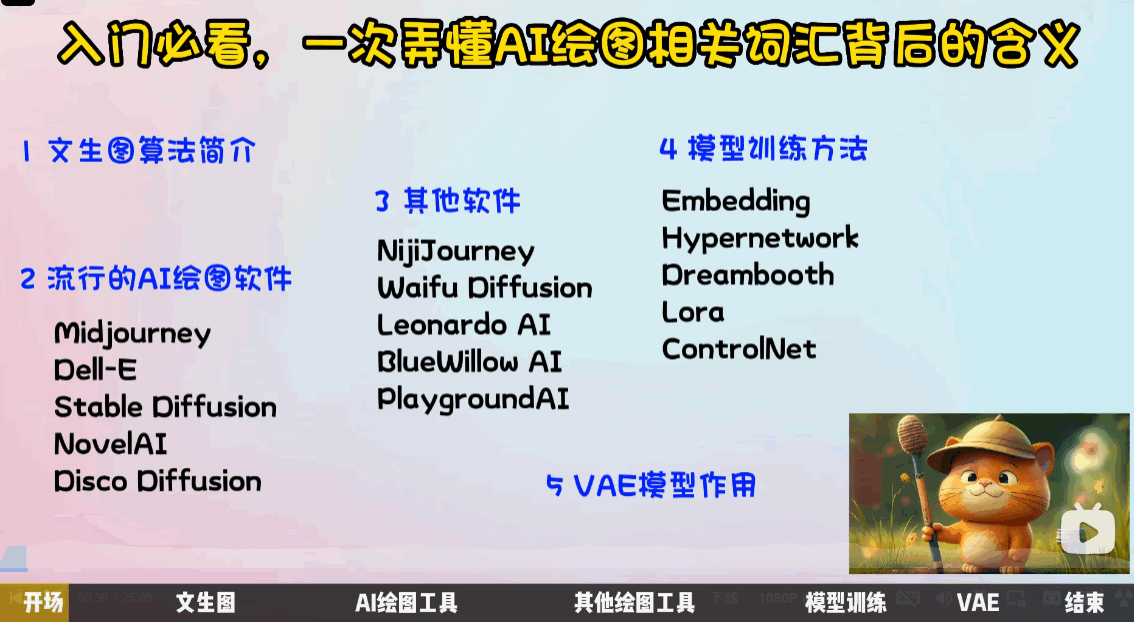 入门必看，一次弄懂AI绘图相关词汇背后的含义
1 文生图算法简介
2 流行的AI绘图软件
Midjourney
Dell-E
Stable Diffusion
NovelAI
Disco Diffusion
3 其他软件
NijiJourney
Waifu Diffusion
Leonardo AI
BlueWillow AI
PlaygroundAI
4 模型训练方法
Embedding
Hypernetwork
Dreambooth
Lora
ControlNet
5 VAE模型作用
开场 文生图 AI绘图工具 其他绘图工具 模型训练 VAE 结束